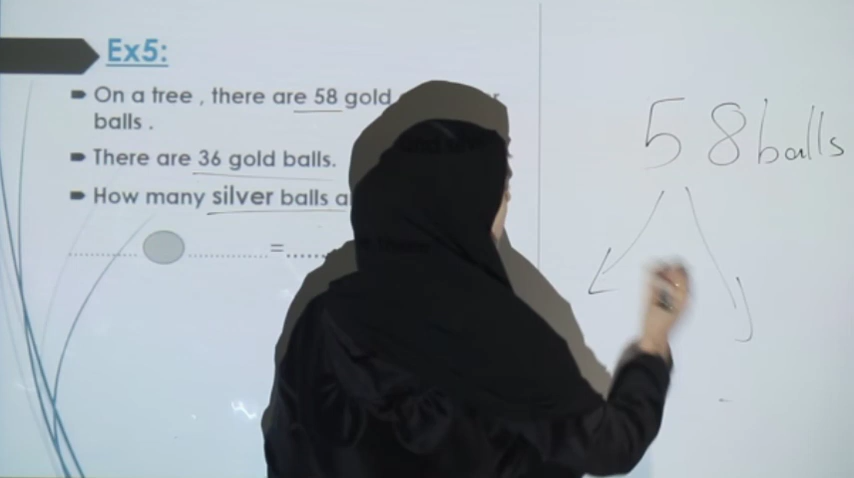 Ex5:
On a tree , there are 58 gold
balls .
There are 36 gold balls.
How many silver balls a
.............. .............. =.......
58 balls